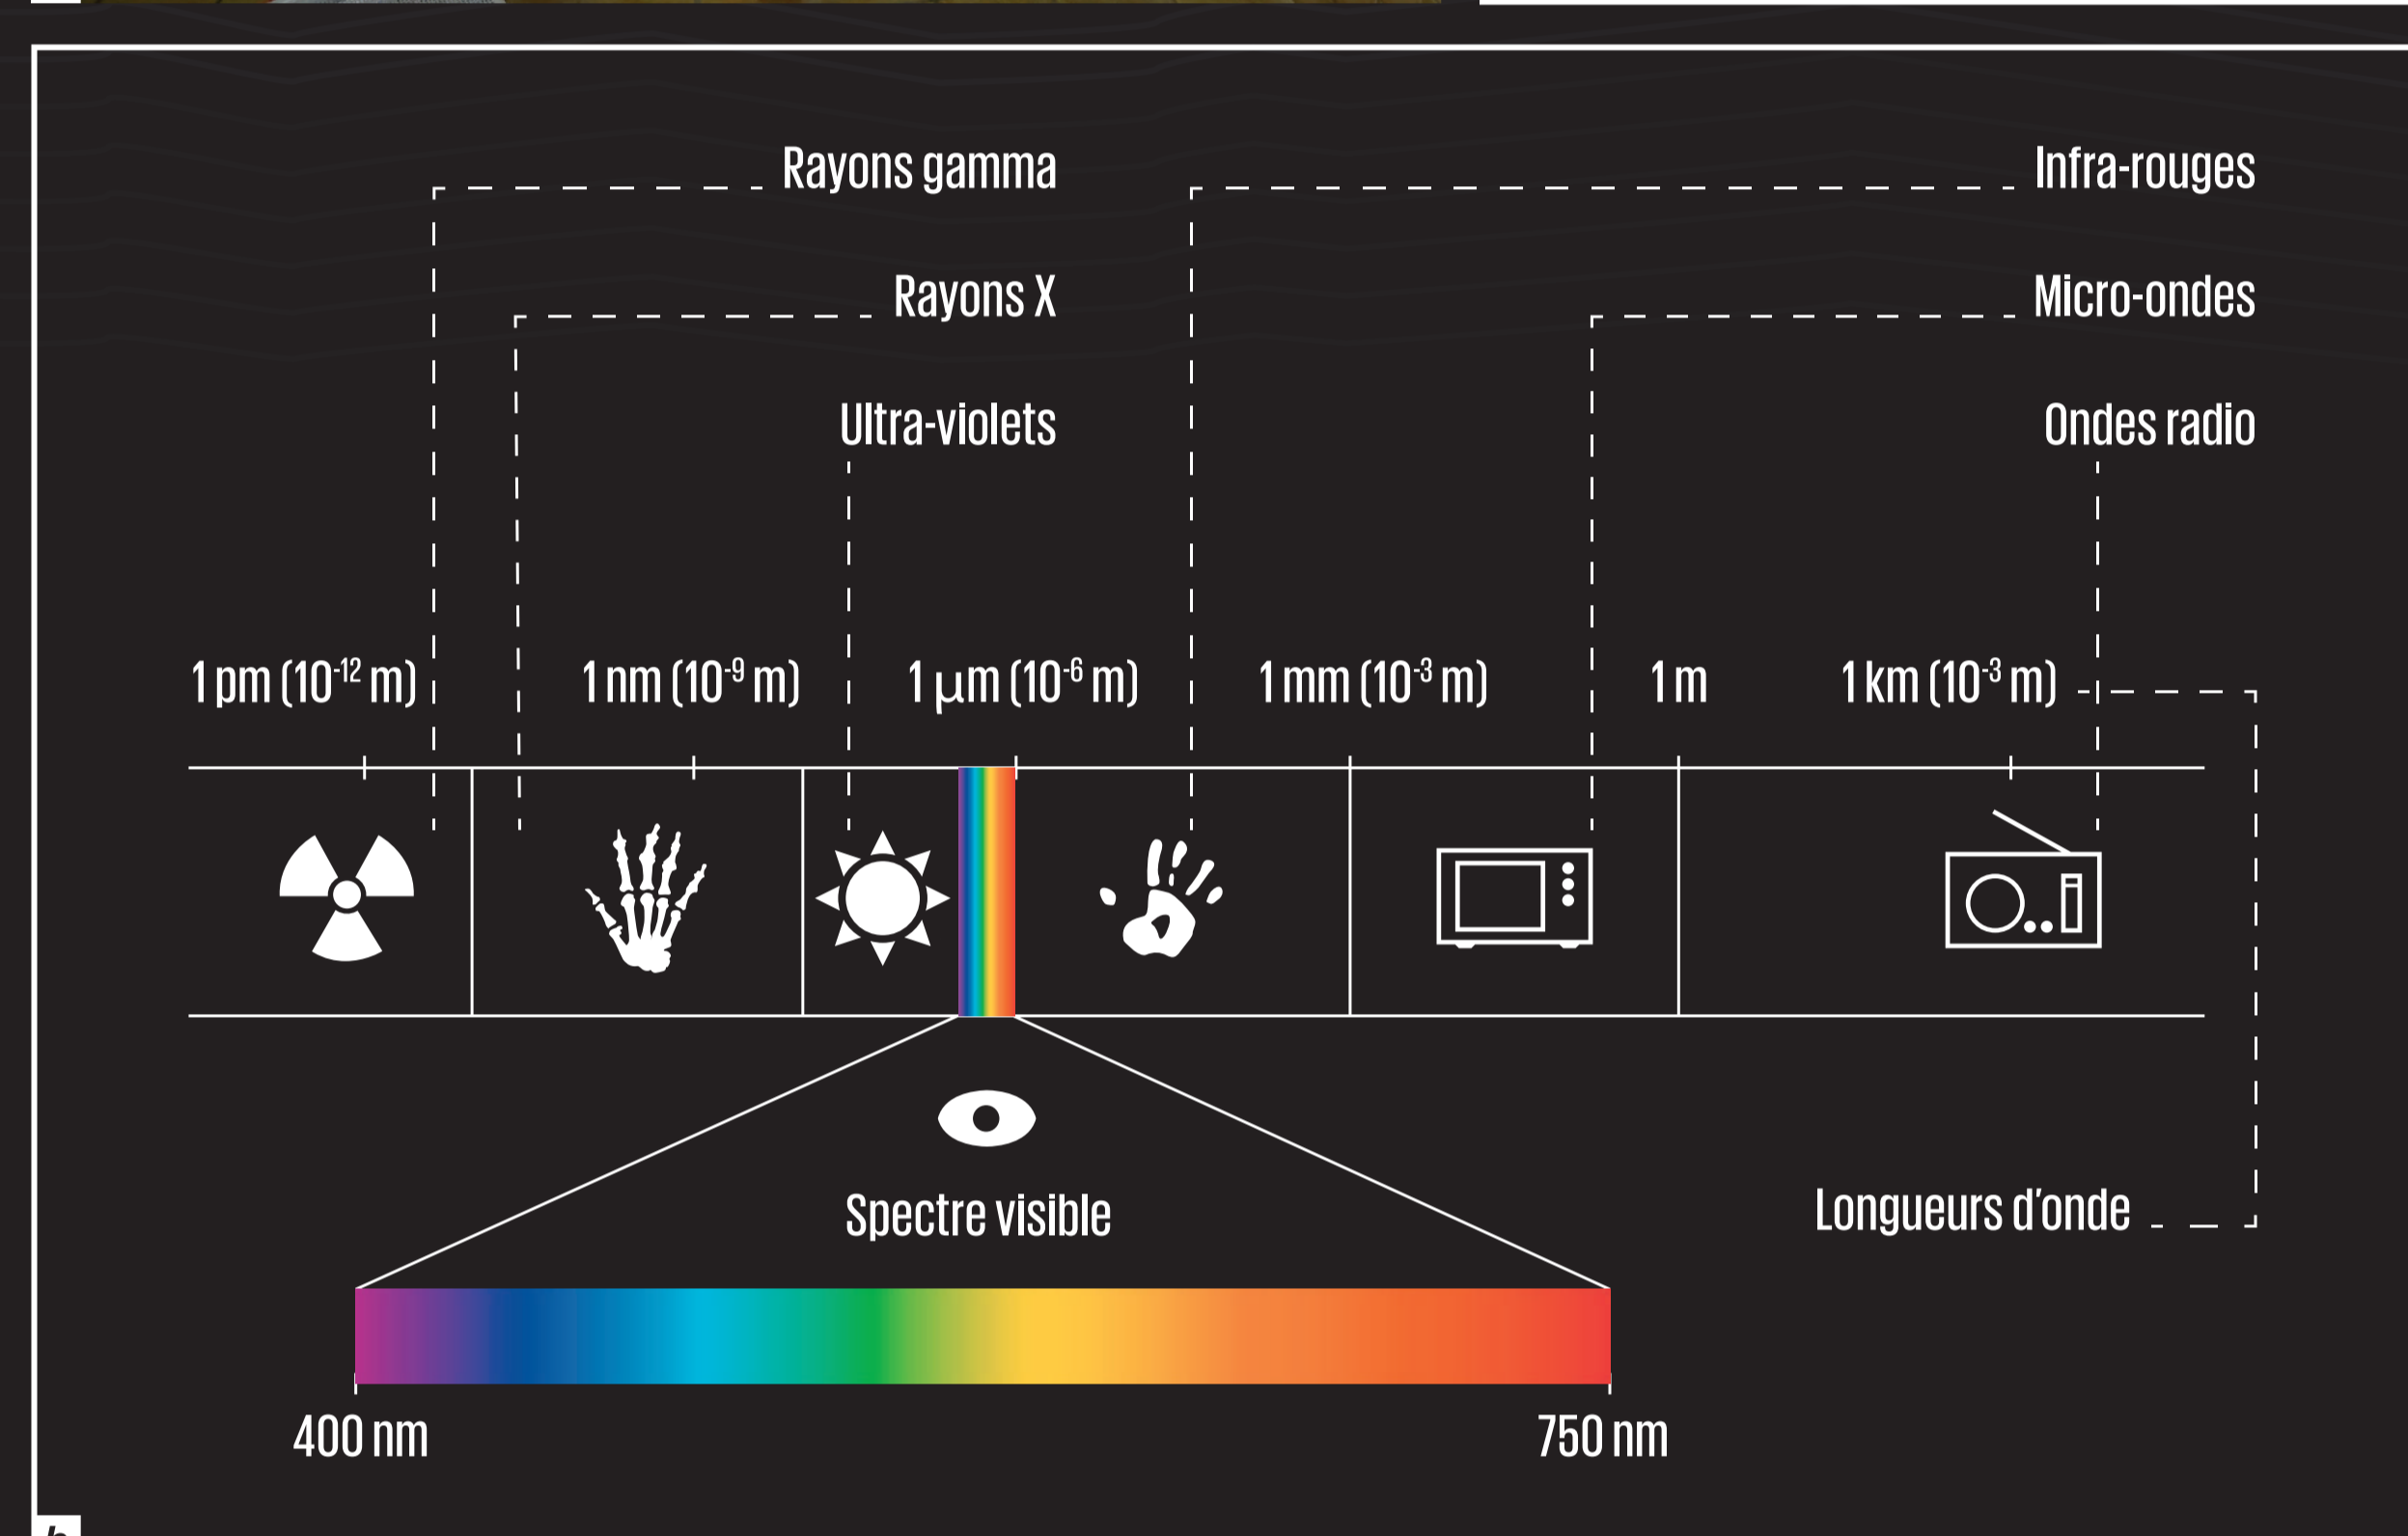 Rayons gamma
Infra-rouges
Rayons X
Micro-ondes
Ultra-violets
Ondes radio
1 pm (10⁻¹² m)
1 nm (10⁻⁹ m)
1 µm (10⁻⁶ m)
1 mm (10⁻³ m)
1 m
1 km (10⁻³ m)
Spectre visible
Longueurs d'onde
400 nm
750 nm